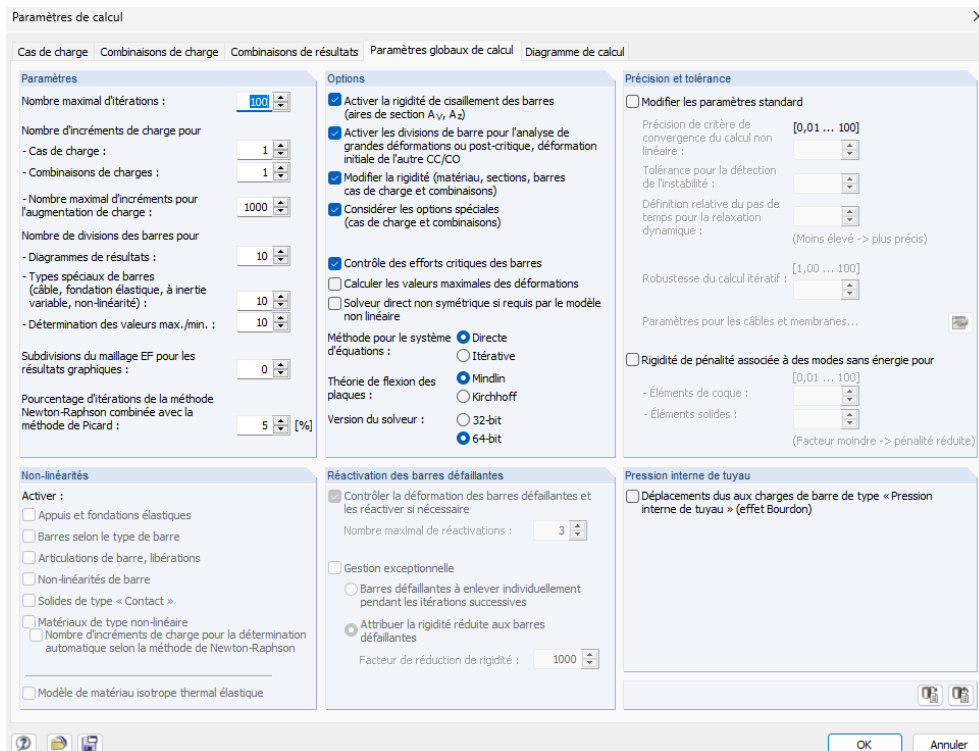 Paramètres de calcul
Cas de charge
Combinaisons de charge
Combinaisons de résultats
Paramètres globaux de calcul
Diagramme de calcul
Paramètres
Nombre maximal d'itérations :
100
Nombre d'incréments de charge pour
- Cas de charge :
1
- Combinaisons de charges :
1
- Nombre maximal d'incréments pour
l'augmentation de charge :
1000
Nombre de divisions des barres pour
- Diagrammes de résultats :
10
- Types spéciaux de barres
(câble, fondation élastique, à inertie
variable, non-linéarité) :
10
- Détermination des valeurs max./min. :
10
Subdivisions du maillage EF pour les
résultats graphiques :
0
Pourcentage d'itérations de la méthode
Newton-Raphson combinée avec la
méthode de Picard :
5
[%]
Options
Activer la rigidité de cisaillement des barres
(aires de section Ay, Az)
Activer les divisions de barre pour l'analyse de
grandes déformations ou post-critique, déformation
initiale de l'autre CC/CO
Modifier la rigidité (matériau, sections, barres
cas de charge et combinaisons)
Considérer les options spéciales
(cas de charge et combinaisons)
Contrôle des efforts critiques des barres
Calculer les valeurs maximales des déformations
Solveur direct non symétrique si requis par le modèle
non linéaire
Méthode pour le système
d'équations :
Directe
Itérative
Théorie de flexion des
plaques :
Mindlin
Kirchhoff
Version du solveur :
32-bit
64-bit
Précision et tolérance
Modifier les paramètres standard
Précision de critère de
convergence du calcul non
linéaire :
[0,01 ... 100]
Tolérance pour la détection
de l'instabilité :
Définition relative du pas de
temps pour la relaxation
dynamique :
(Moins élevé -> plus précis)
[1,00 ... 100]
Robustesse du calcul itératif :
Paramètres pour les câbles et membranes...
Rigidité de pénalité associée à des modes sans énergie pour
[0,01 ... 100]
- Éléments de coque :
- Éléments solides :
(Facteur moindre -> pénalité réduite)
Non-linéarités
Activer :
Appuis et fondations élastiques
Barres selon le type de barre
Articulations de barre, libérations
Non-linéarités de barre
Solides de type « Contact »
Matériaux de type non-linéaire
Nombre d'incréments de charge pour la détermination
automatique selon la méthode de Newton-Raphson
Modèle de matériau isotrope thermal élastique
Réactivation des barres défaillantes
Contrôler la déformation des barres défaillantes et
les réactiver si nécessaire
Nombre maximal de réactivations :
3
Gestion exceptionnelle
Barres défaillantes à enlever individuellement
pendant les itérations successives
Attribuer la rigidité réduite aux barres
défaillantes
Facteur de réduction de rigidité :
1000
Pression interne de tuyau
Déplacements dus aux charges de barre de type « Pression
interne de tuyau » (effet Bourdon)
OK
Annuler